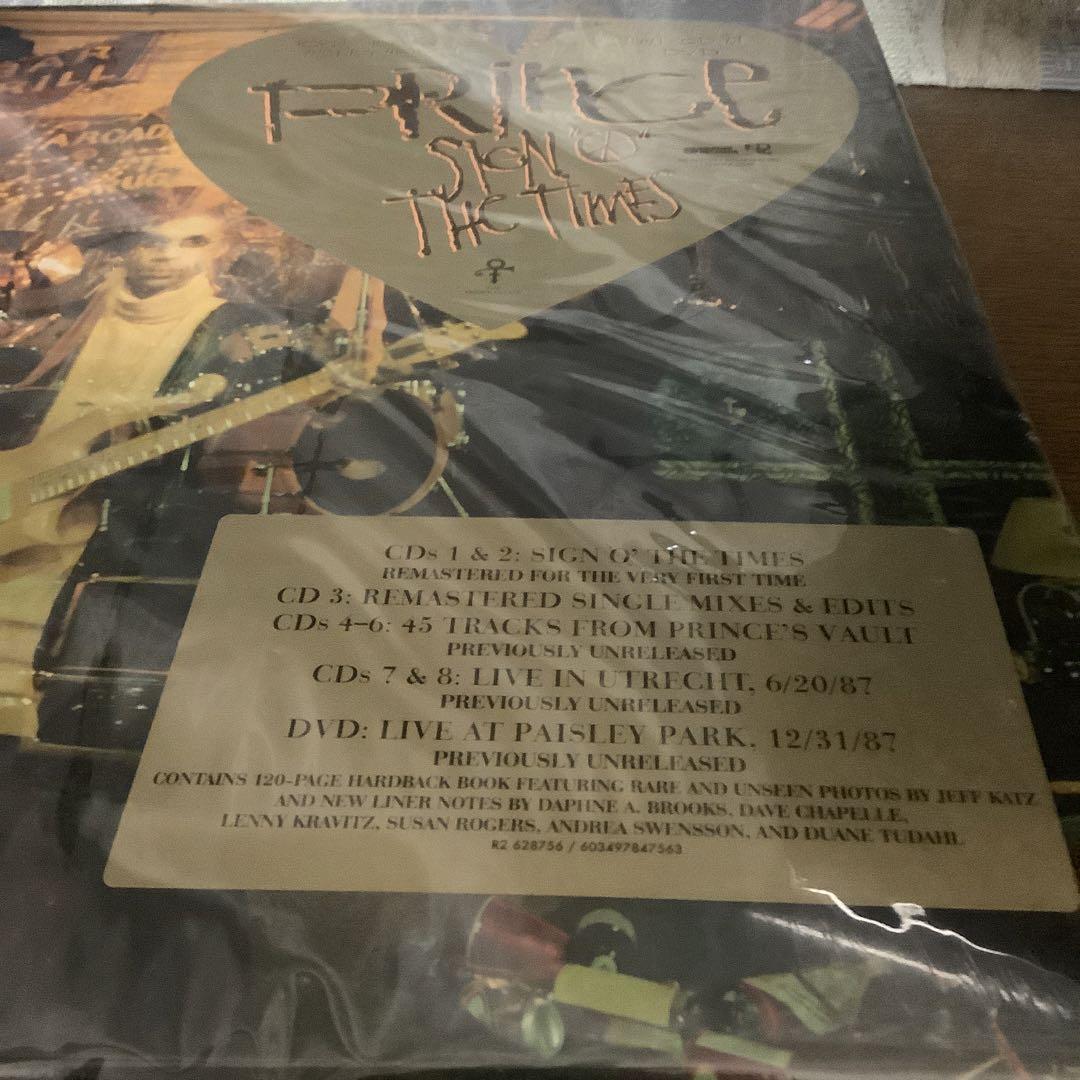 BAR
GRILL
ARCADE
PRINCE
SIGN "☮"
THE TIMES
CDs 1 & 2: SIGN O' THE TIMES
REMASTERED FOR THE VERY FIRST TIME
CD 3: REMASTERED SINGLE MIXES & EDITS
CDs 4–6: 45 TRACKS FROM PRINCE'S VAULT
PREVIOUSLY UNRELEASED
CDs 7 & 8: LIVE IN UTRECHT, 6/20/87
PREVIOUSLY UNRELEASED
DVD: LIVE AT PAISLEY PARK, 12/31/87
PREVIOUSLY UNRELEASED
CONTAINS 120-PAGE HARDBACK BOOK FEATURING RARE AND UNSEEN PHOTOS BY JEFF KATZ
AND NEW LINER NOTES BY DAPHNE A. BROOKS, DAVE CHAPELLE,
LENNY KRAVITZ, SUSAN ROGERS, ANDREA SWENSSON, AND DUANE TUDAHL
R2 628756 / 603497847563